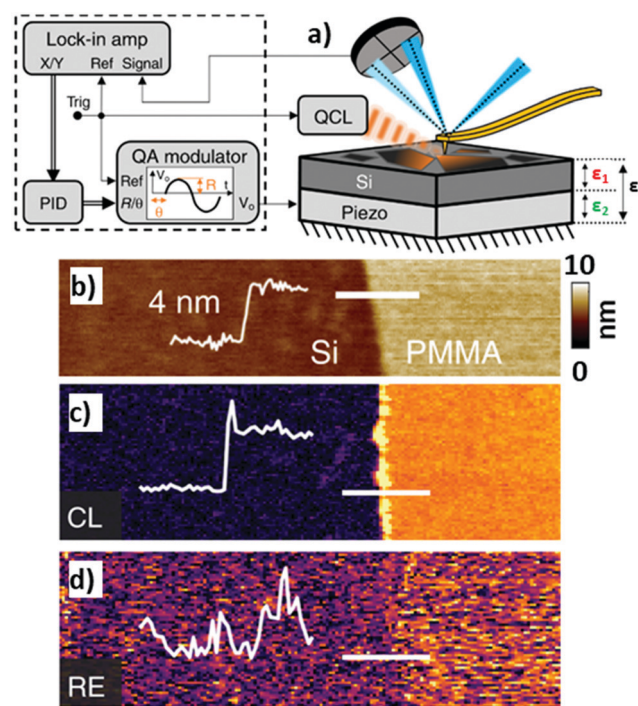 a)
Lock-in amp
X/Y Ref Signal
Trig
QCL
QA modulator
Ref
R/θ
V₀
R
t
θ
V₀
PID
Si
Piezo
ε₁
ε₂
ε
b)
4 nm
Si
PMMA
10
nm
0
c)
CL
d)
RE